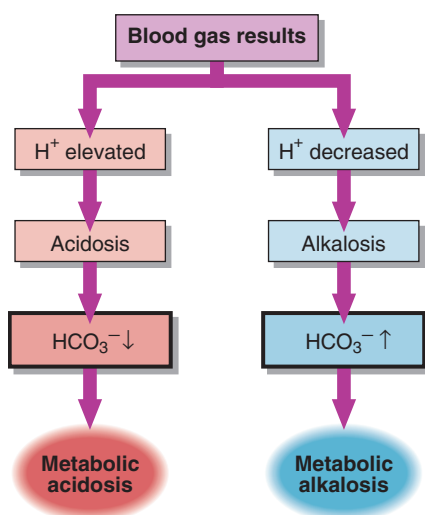 Blood gas results
H⁺ elevated
H⁺ decreased
Acidosis
Alkalosis
HCO₃⁻ ↓
HCO₃⁻ ↑
Metabolic
acidosis
Metabolic
alkalosis